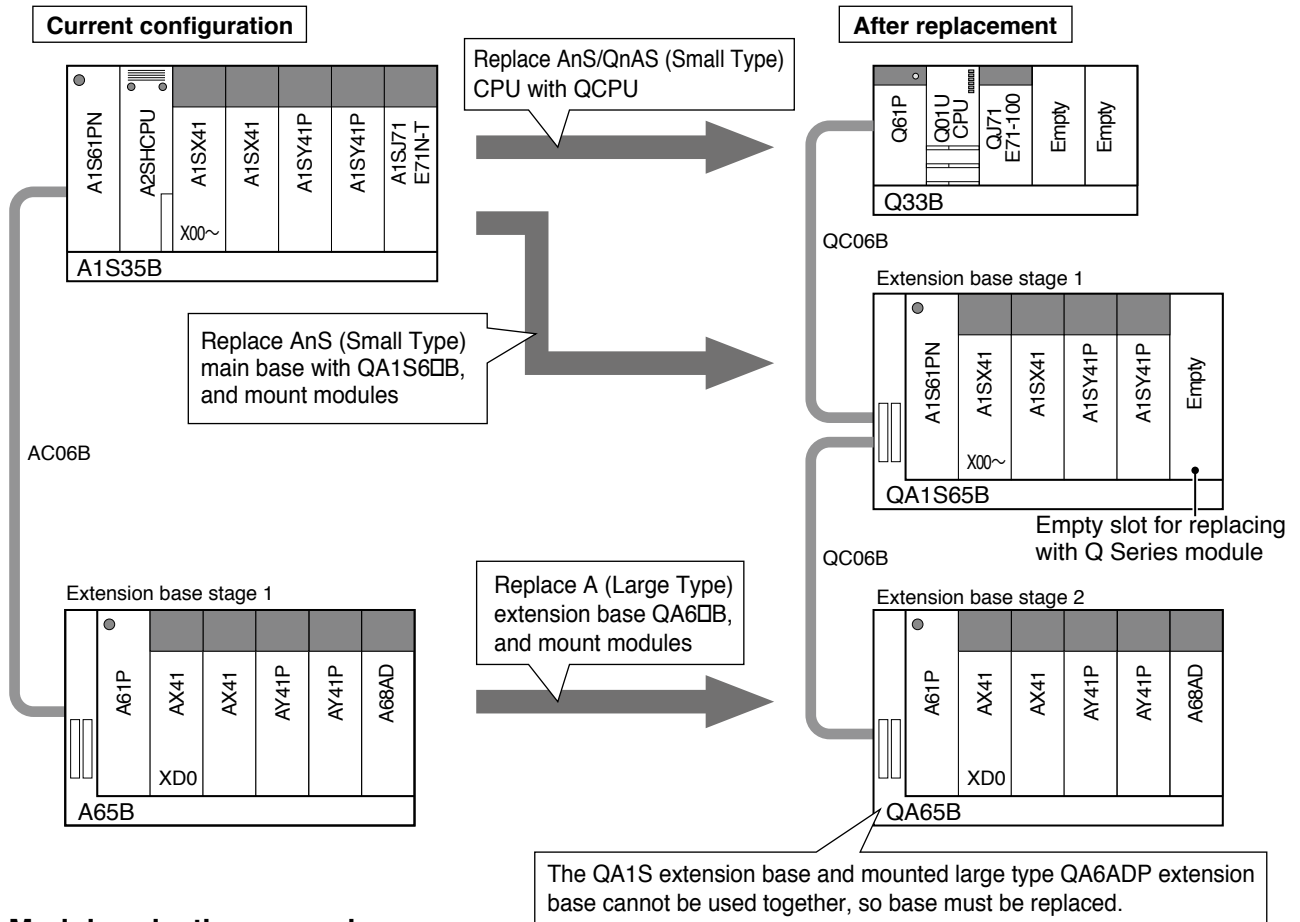 Current configuration
A1S61PN
A2SHCPU
A1SX41
X00~
A1SX41
A1SY41P
A1SY41P
A1SJ71
E71N-T
A1S35B
Replace AnS/QnAS (Small Type)
CPU with QCPU
After replacement
Q61P
Q01U
CPU
QJ71
E71-100
Empty
Empty
Q33B
QC06B
Replace AnS (Small Type)
main base with QA1S6□B,
and mount modules
Extension base stage 1
A1S61PN
A1SX41
X00~
A1SX41
A1SY41P
A1SY41P
Empty
QA1S65B
Empty slot for replacing
with Q Series module
AC06B
QC06B
Extension base stage 1
A61P
AX41
XD0
AX41
AY41P
AY41P
A68AD
A65B
Replace A (Large Type)
extension base QA6□B,
and mount modules
Extension base stage 2
A61P
AX41
XD0
AX41
AY41P
AY41P
A68AD
QA65B
The QA1S extension base and mounted large type QA6ADP extension
base cannot be used together, so base must be replaced.